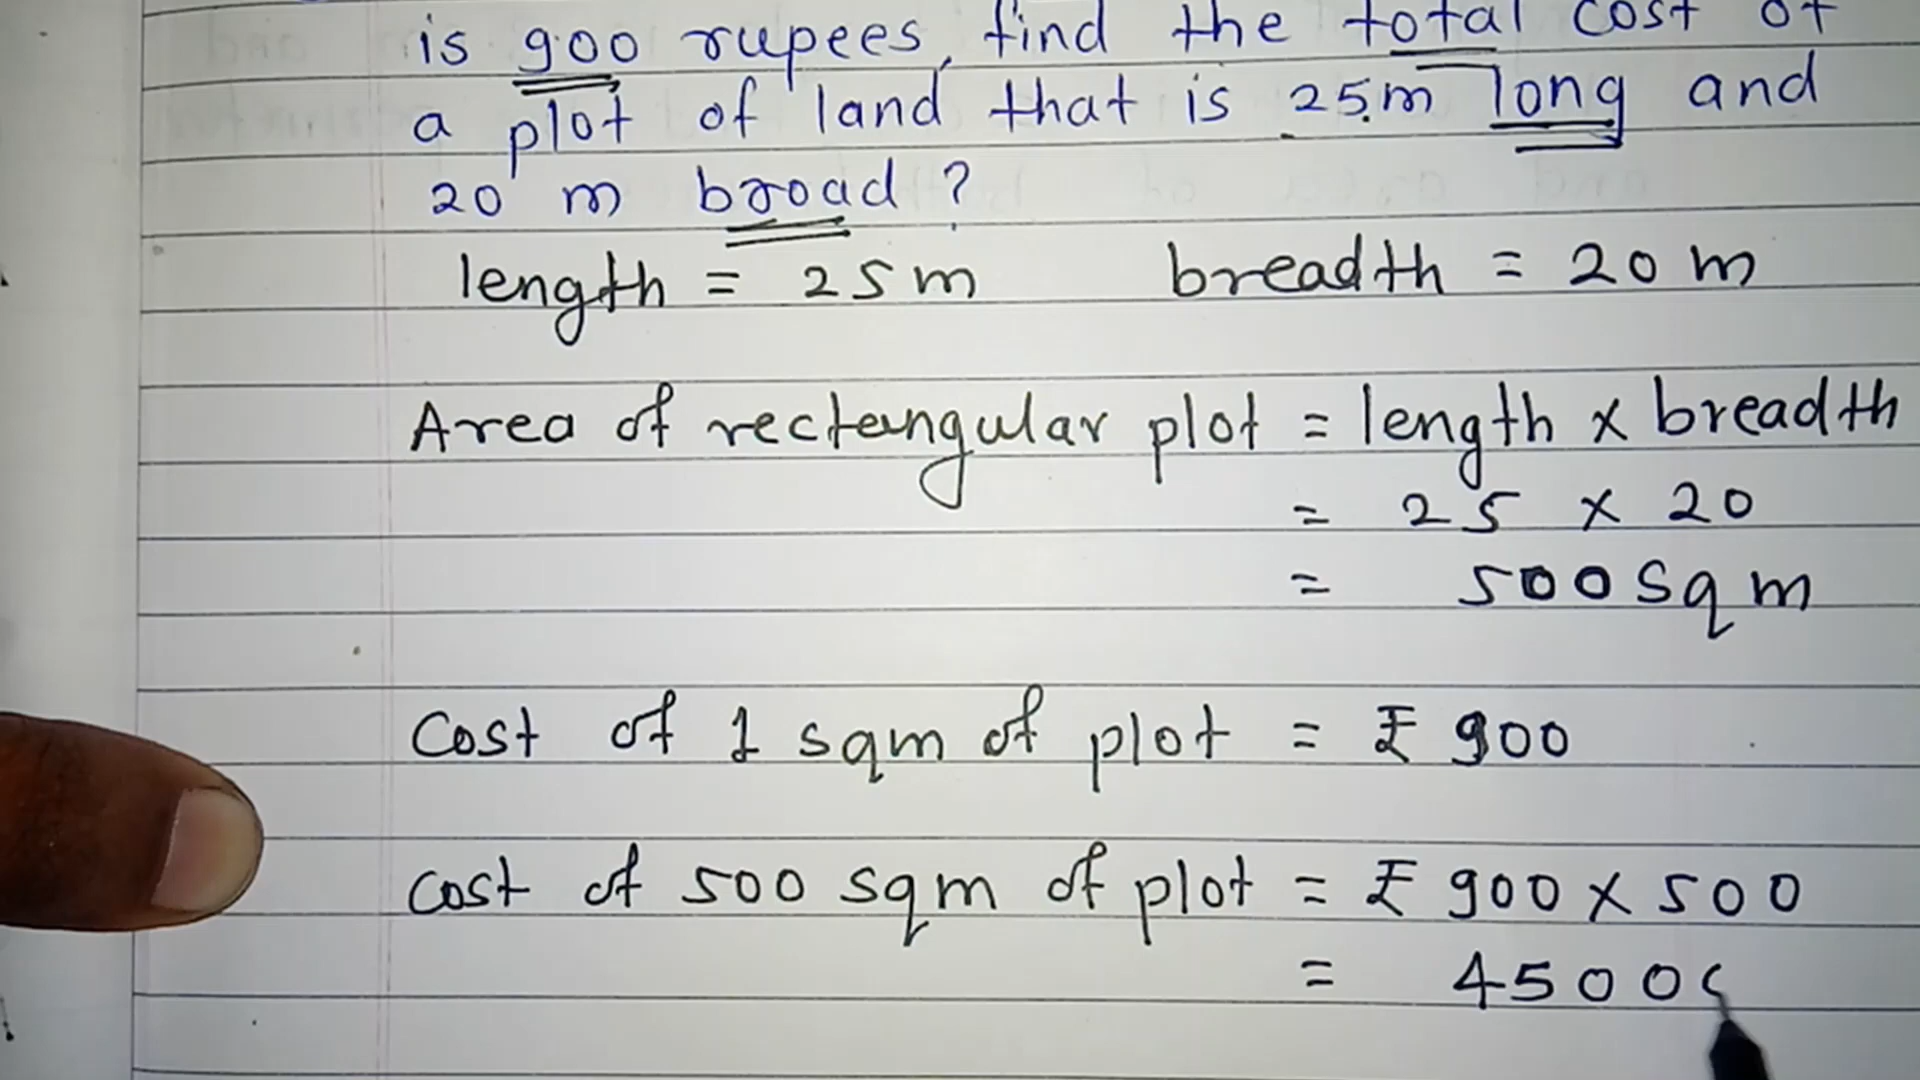 is 900 rupees, find the total cost of
a plot of land that is 25m long and
20 m broad ?
length = 25m breadth = 20 m
Area of rectangular plot = length x breadth
= 25 x 20
= 500 Sq m
Cost of 1 sqm of plot = ₹ 900
Cost of 500 sqm of plot = ₹ 900 x 500
= 4500